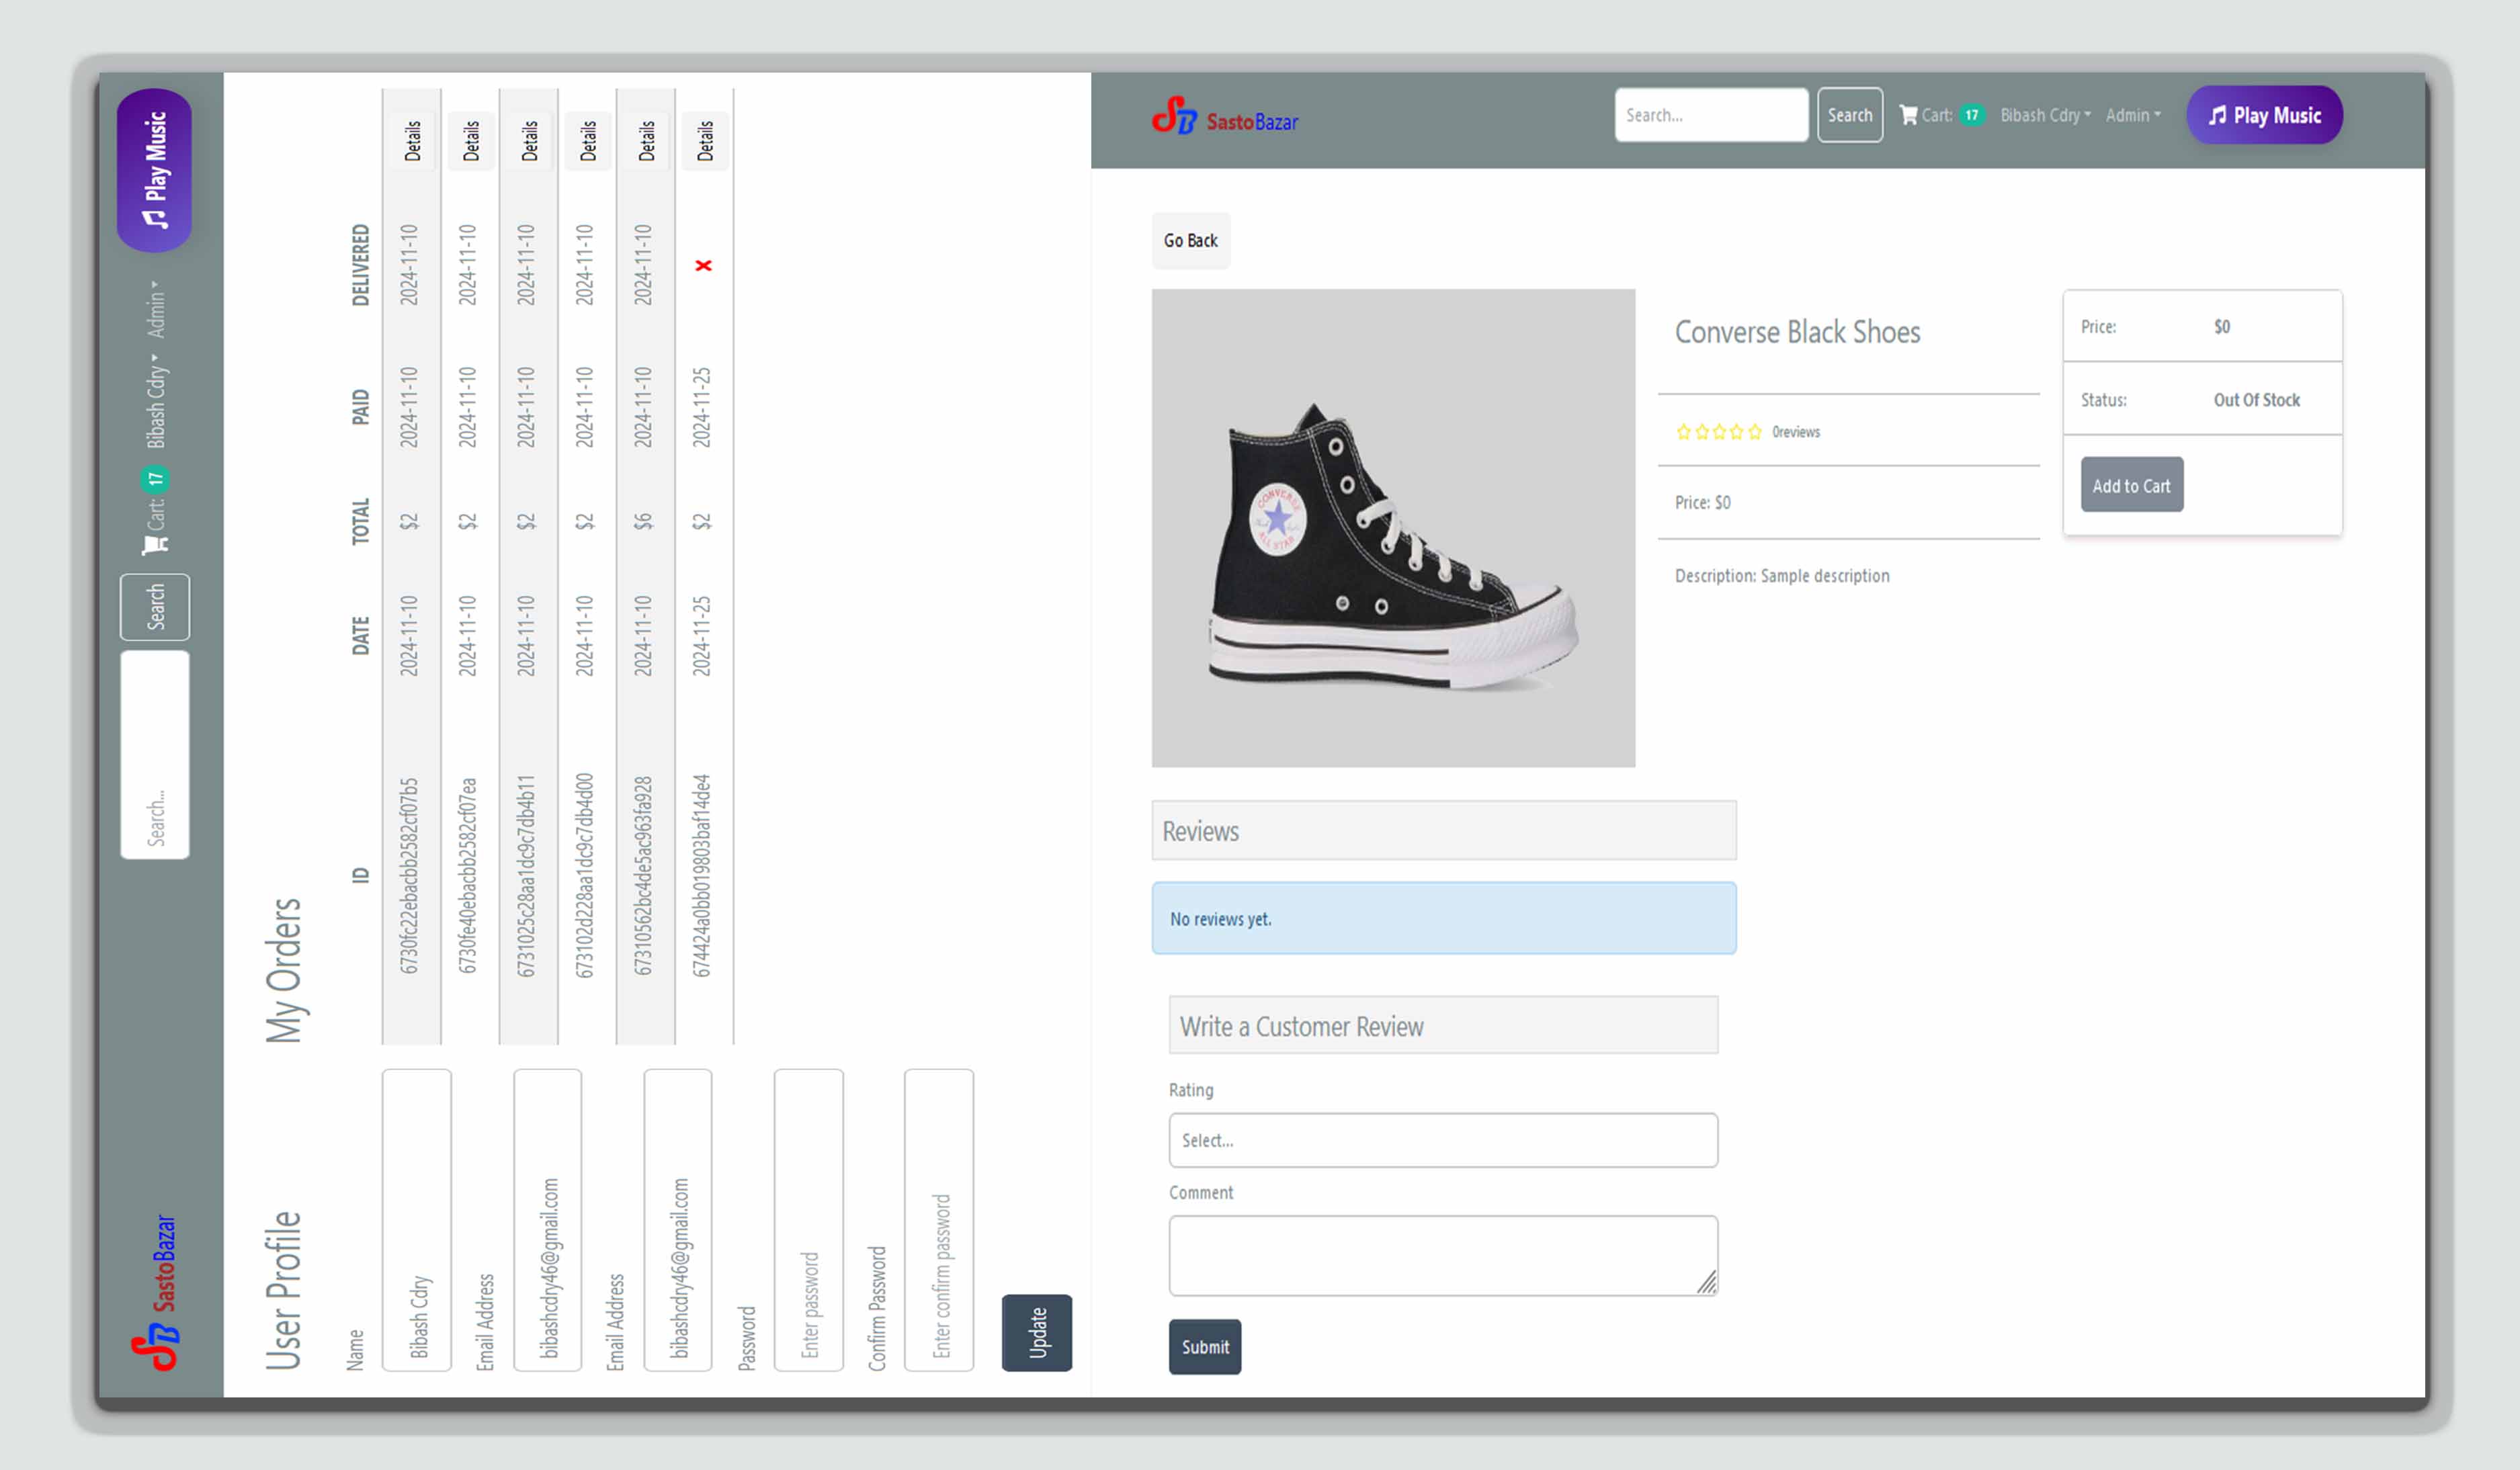 SastoBazar
Search...
Search
Cart: 17
Bibash Cdry
Admin
Play Music
User Profile
Name
Bibash Cdry
Email Address
bibashcdry46@gmail.com
Email Address
bibashcdry46@gmail.com
Password
Enter password
Confirm Password
Enter confirm password
Update
My Orders
ID DATE TOTAL PAID DELIVERED
6730fc22ebacbb2582cf07b5 2024-11-10 $2 2024-11-10 2024-11-10 Details
6730fe40ebacbb2582cf07ea 2024-11-10 $2 2024-11-10 2024-11-10 Details
6731025c28aa1dc9c7db4b11 2024-11-10 $2 2024-11-10 2024-11-10 Details
673102d228aa1dc9c7db4d00 2024-11-10 $2 2024-11-10 2024-11-10 Details
67310562bc4de5ac963fa928 2024-11-10 $6 2024-11-10 2024-11-10 Details
674424a0bb019803baf14de4 2024-11-25 $2 2024-11-25 Details
SB SastoBazar
Search...
Search
Cart: 17
Bibash Cdry
Admin
Play Music
Go Back
CONVERSE
ALL STAR
Converse Black Shoes
0reviews
Price: $0
Description: Sample description
Price: $0
Status: Out Of Stock
Add to Cart
Reviews
No reviews yet.
Write a Customer Review
Rating
Select...
Comment
Submit